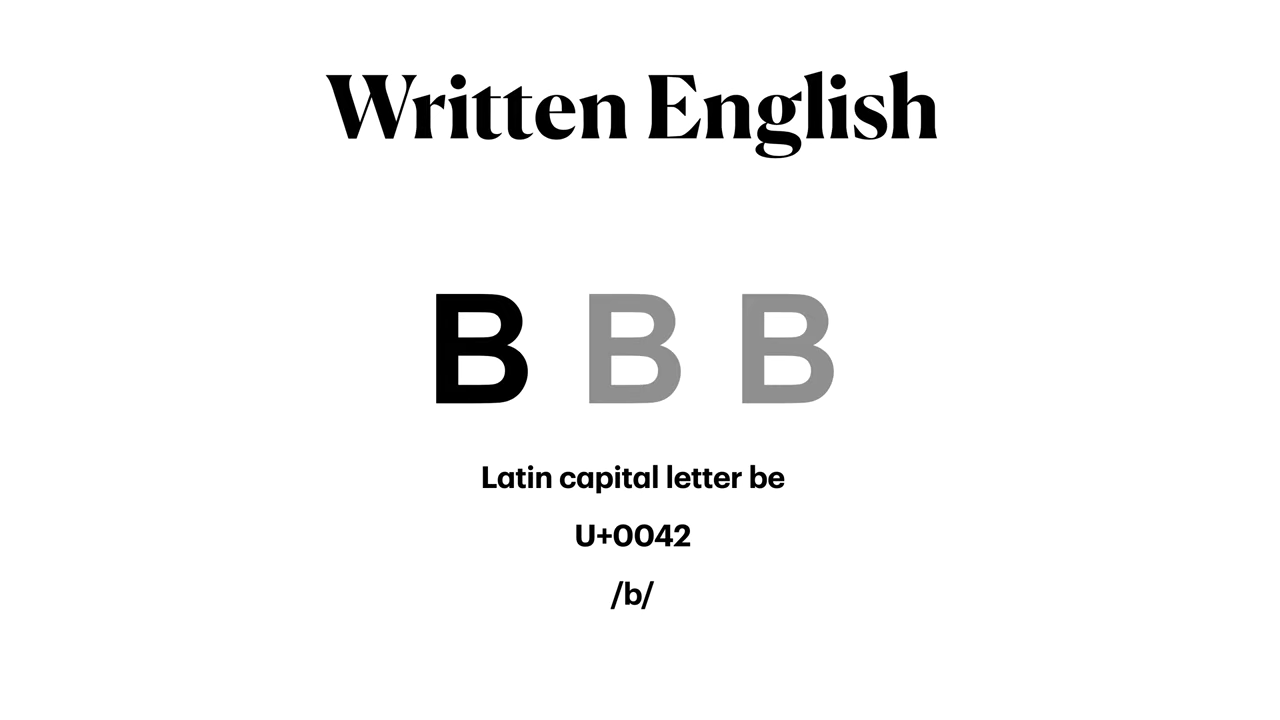 Written English
B B B
Latin capital letter be
U+0042
/b/